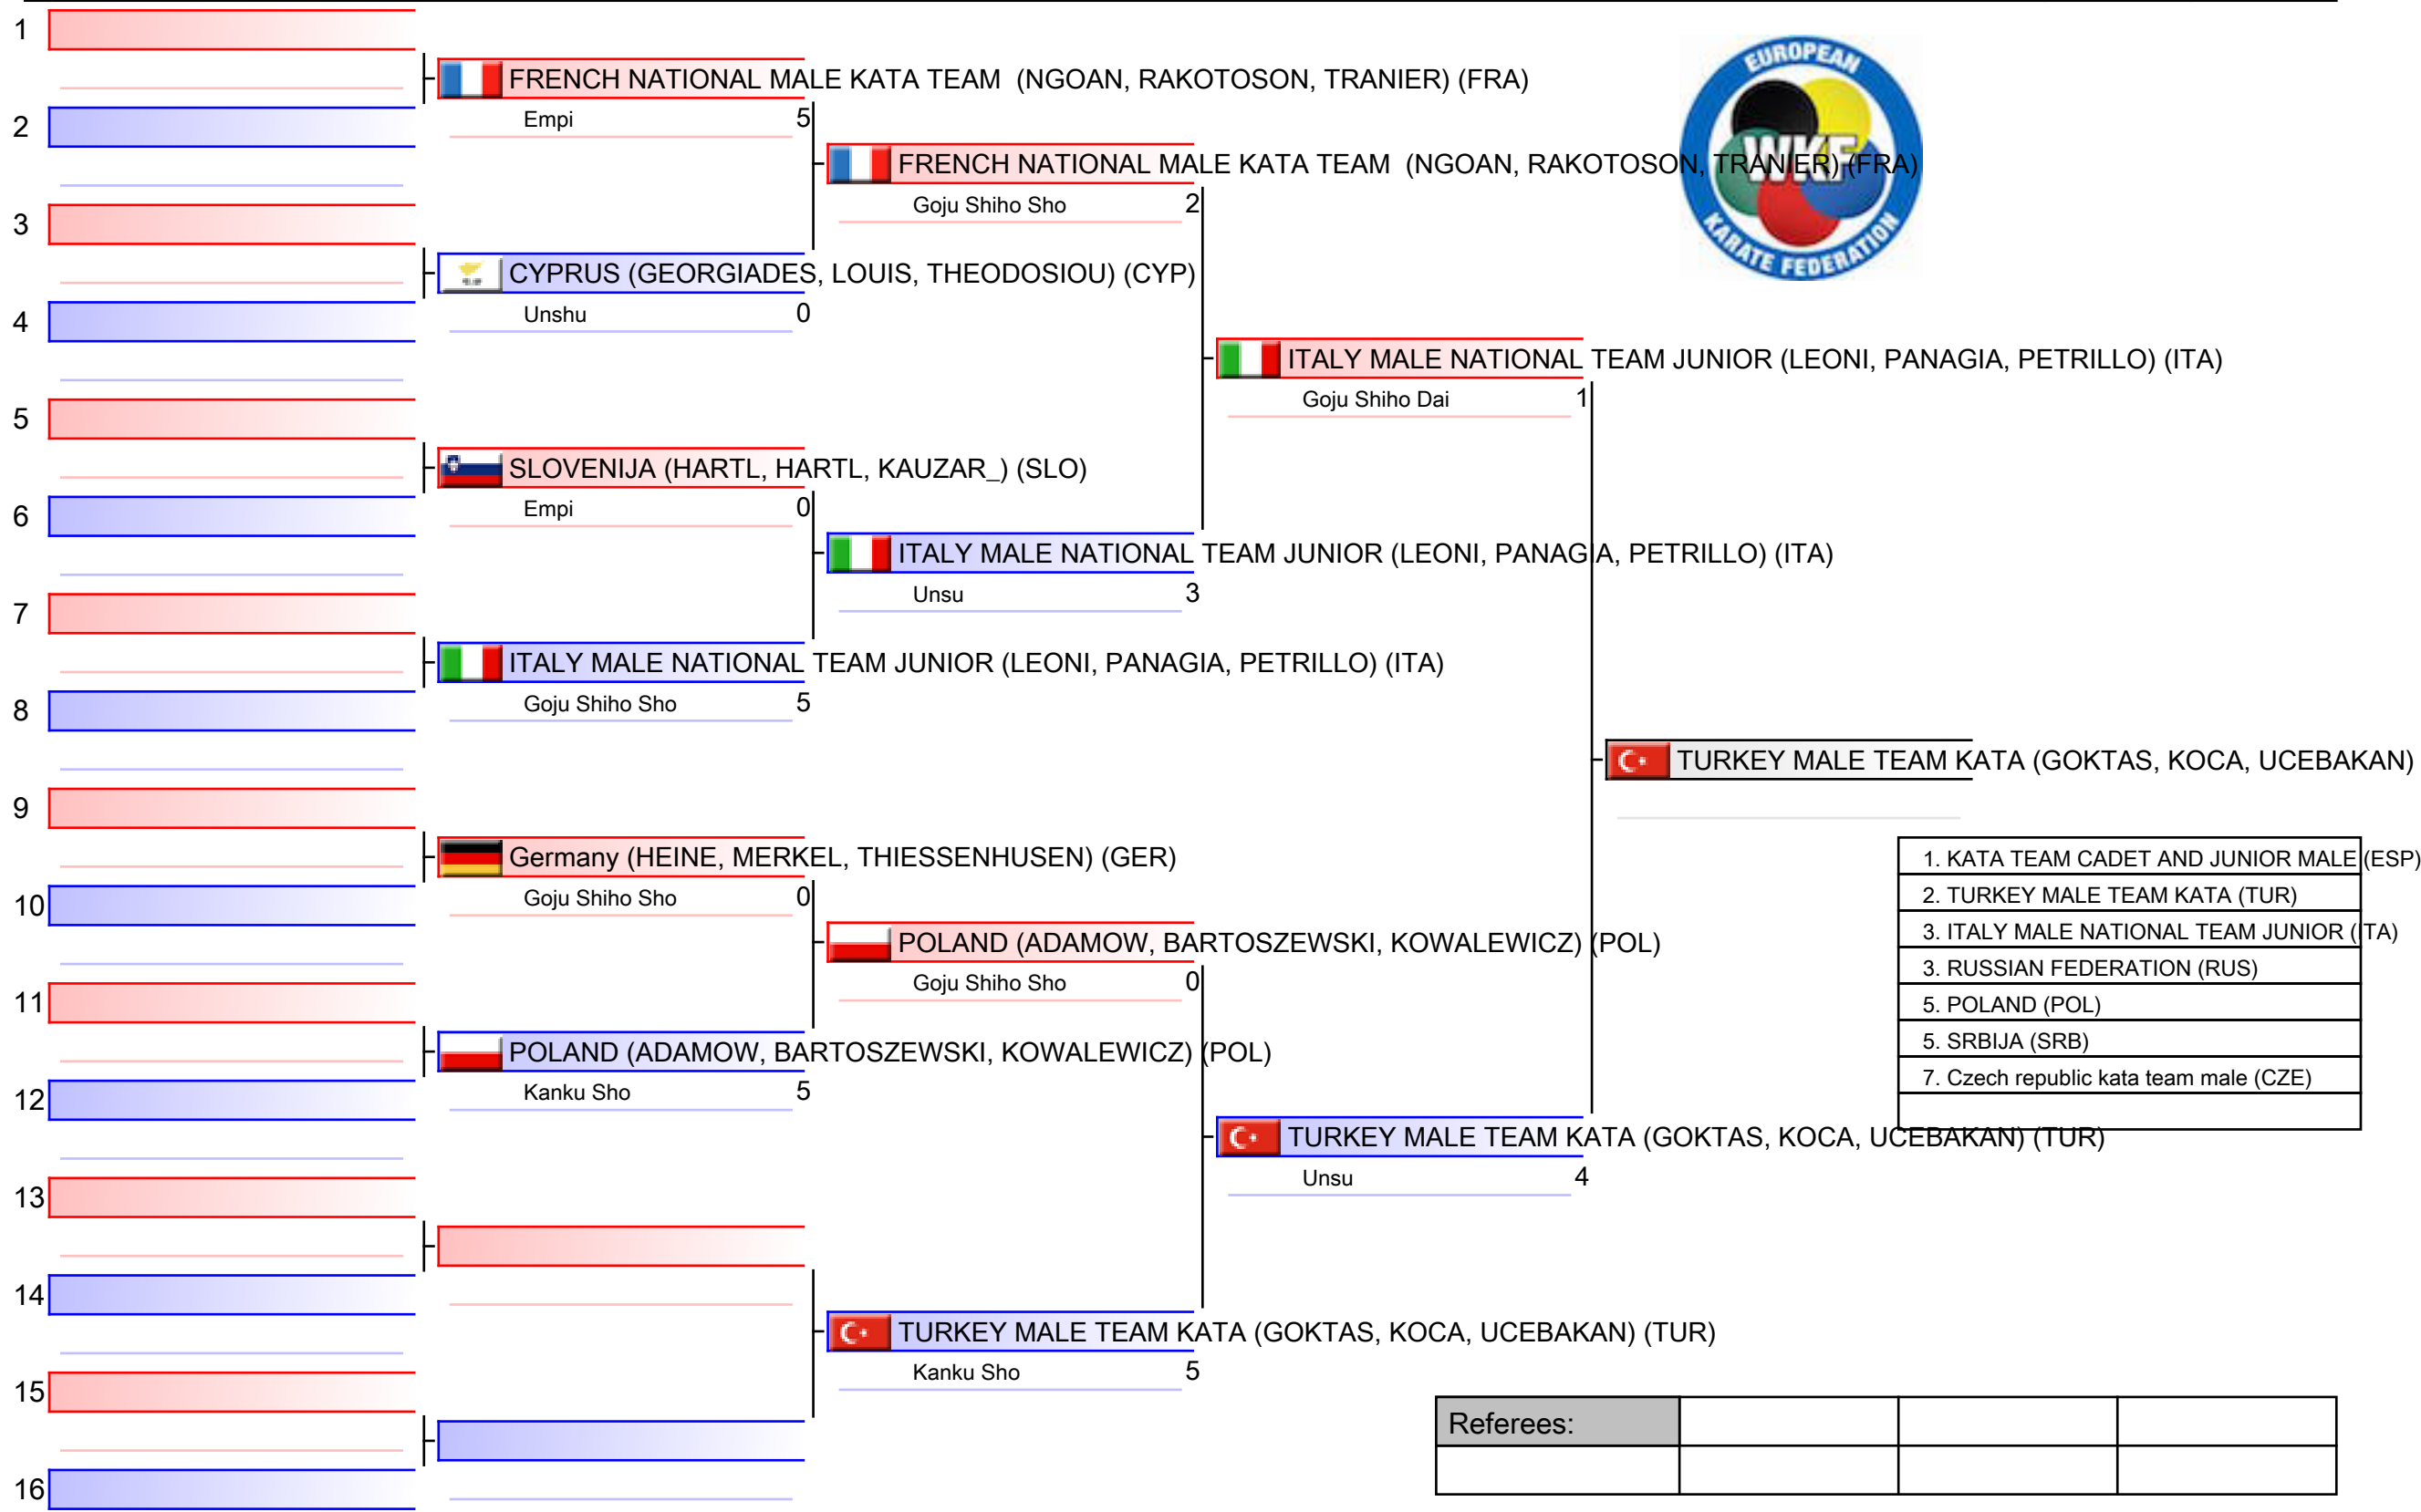 1
FRENCH NATIONAL MALE KATA TEAM  (NGOAN, RAKOTOSON, TRANIER) (FRA)
Empi 5
2
FRENCH NATIONAL MALE KATA TEAM  (NGOAN, RAKOTOSON, TRANIER) (FRA)
Goju Shiho Sho 2
EUROPEAN
WKF
KARATE FEDERATION
3
CYPRUS (GEORGIADES, LOUIS, THEODOSIOU) (CYP)
Unshu 0
4
ITALY MALE NATIONAL TEAM JUNIOR (LEONI, PANAGIA, PETRILLO) (ITA)
Goju Shiho Dai 1
5
SLOVENIJA (HARTL, HARTL, KAUZAR_) (SLO)
Empi 0
6
ITALY MALE NATIONAL TEAM JUNIOR (LEONI, PANAGIA, PETRILLO) (ITA)
Unsu 3
7
ITALY MALE NATIONAL TEAM JUNIOR (LEONI, PANAGIA, PETRILLO) (ITA)
Goju Shiho Sho 5
8
TURKEY MALE TEAM KATA (GOKTAS, KOCA, UCEBAKAN)
9
Germany (HEINE, MERKEL, THIESSENHUSEN) (GER)
Goju Shiho Sho 0
10
POLAND (ADAMOW, BARTOSZEWSKI, KOWALEWICZ) (POL)
Goju Shiho Sho 0
11
POLAND (ADAMOW, BARTOSZEWSKI, KOWALEWICZ) (POL)
Kanku Sho 5
12
1. KATA TEAM CADET AND JUNIOR MALE (ESP)
2. TURKEY MALE TEAM KATA (TUR)
3. ITALY MALE NATIONAL TEAM JUNIOR (ITA)
3. RUSSIAN FEDERATION (RUS)
5. POLAND (POL)
5. SRBIJA (SRB)
7. Czech republic kata team male (CZE)
TURKEY MALE TEAM KATA (GOKTAS, KOCA, UCEBAKAN) (TUR)
Unsu 4
13
14
TURKEY MALE TEAM KATA (GOKTAS, KOCA, UCEBAKAN) (TUR)
Kanku Sho 5
15
16
Referees: